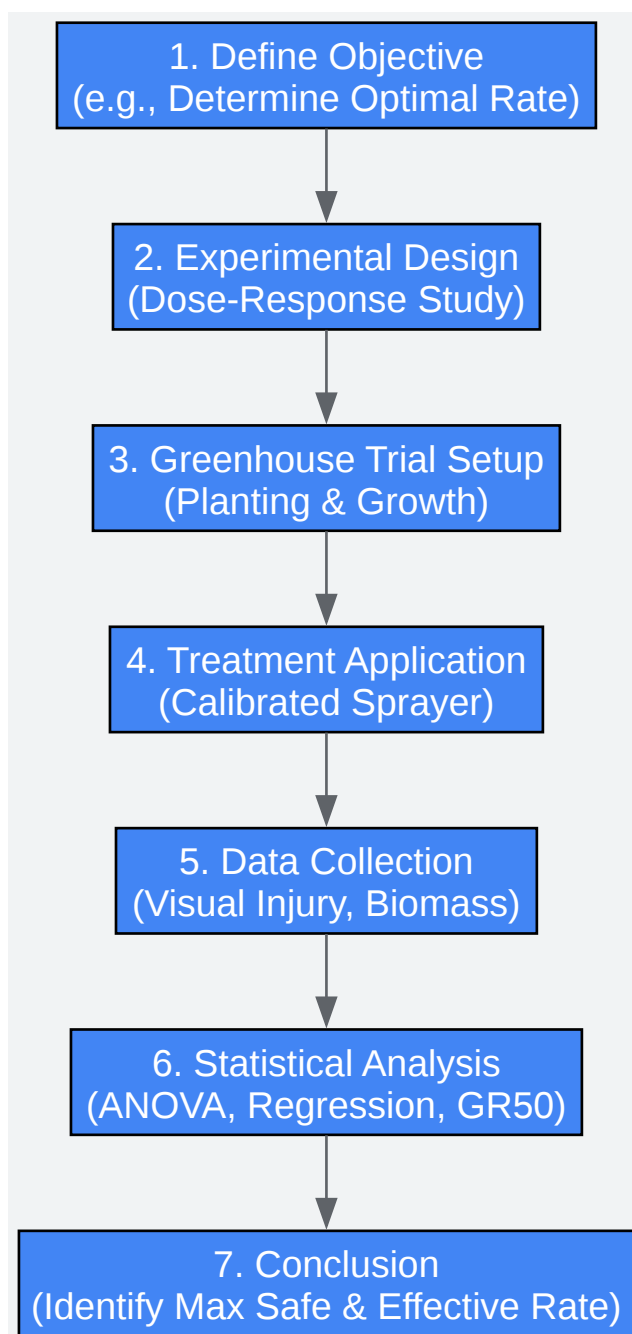 1. Define Objective
(e.g., Determine Optimal Rate)
2. Experimental Design
(Dose-Response Study)
3. Greenhouse Trial Setup
(Planting & Growth)
4. Treatment Application
(Calibrated Sprayer)
5. Data Collection
(Visual Injury, Biomass)
6. Statistical Analysis
(ANOVA, Regression, GR50)
7. Conclusion
(Identify Max Safe & Effective Rate)